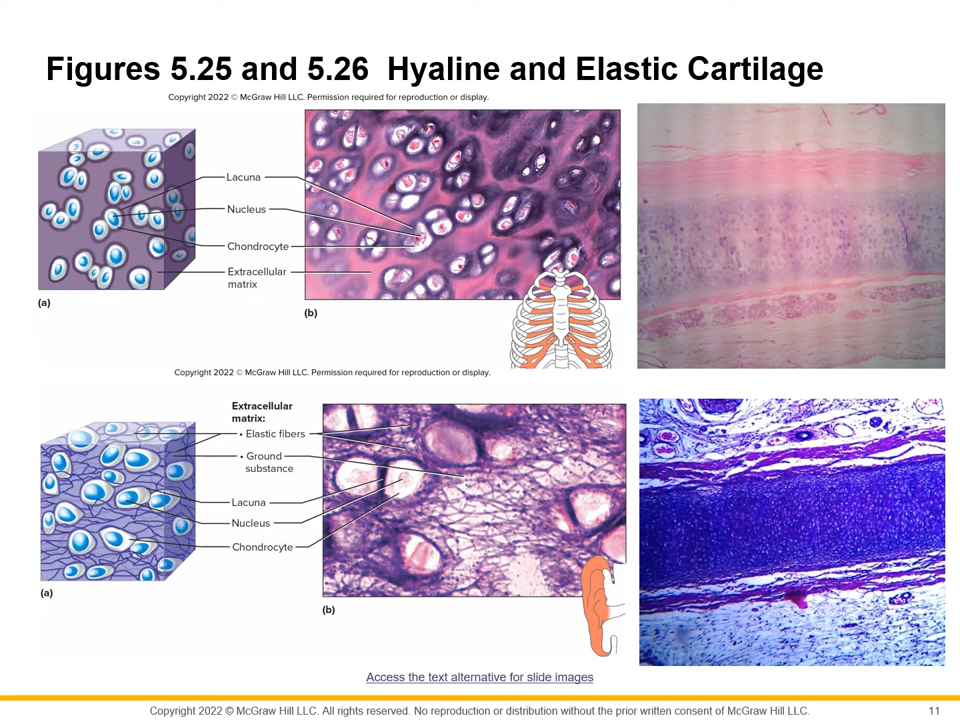 Figures 5.25 and 5.26 Hyaline and Elastic Cartilage
Copyright 2022 © McGraw Hill LLC. Permission required for reproduction or display.
Lacuna
Nucleus
Chondrocyte
Extracellular
matrix
(a)
(b)
Copyright 2022 © McGraw Hill LLC. Permission required for reproduction or display.
Extracellular
matrix:
• Elastic fibers
• Ground
substance
Lacuna
Nucleus
Chondrocyte
(a)
(b)
Access the text alternative for slide images
Copyright 2022 © McGraw Hill LLC. All rights reserved. No reproduction or distribution without the prior written consent of McGraw Hill LLC.
11